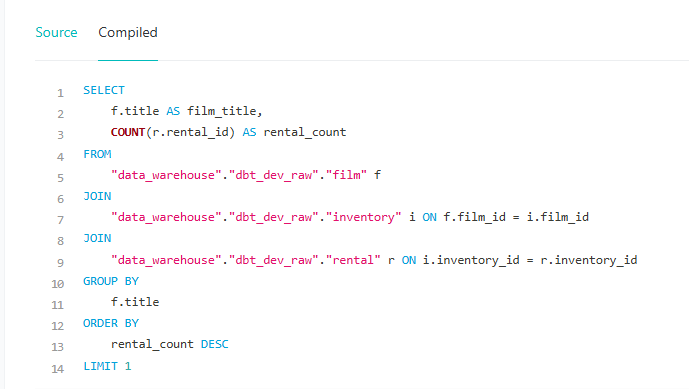 Source Compiled
1 SELECT
2 f.title AS film_title,
3 COUNT(r.rental_id) AS rental_count
4 FROM
5 "data_warehouse"."dbt_dev_raw"."film" f
6 JOIN
7 "data_warehouse"."dbt_dev_raw"."inventory" i ON f.film_id = i.film_id
8 JOIN
9 "data_warehouse"."dbt_dev_raw"."rental" r ON i.inventory_id = r.inventory_id
10 GROUP BY
11 f.title
12 ORDER BY
13 rental_count DESC
14 LIMIT 1